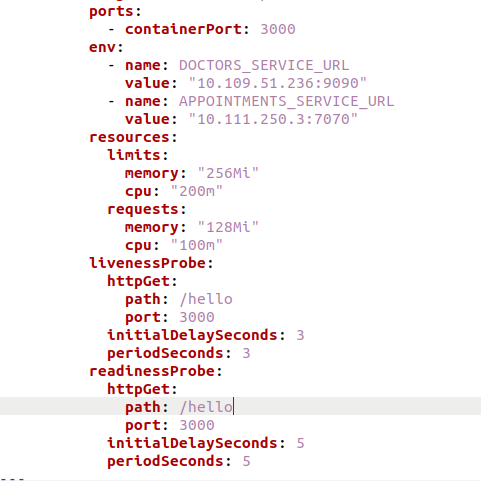 ports:
- containerPort: 3000
env:
- name: DOCTORS_SERVICE_URL
value: "10.109.51.236:9090"
- name: APPOINTMENTS_SERVICE_URL
value: "10.111.250.3:7070"
resources:
limits:
memory: "256Mi"
cpu: "200m"
requests:
memory: "128Mi"
cpu: "100m"
livenessProbe:
httpGet:
path: /hello
port: 3000
initialDelaySeconds: 3
periodSeconds: 3
readinessProbe:
httpGet:
path: /hello
port: 3000
initialDelaySeconds: 5
periodSeconds: 5
---